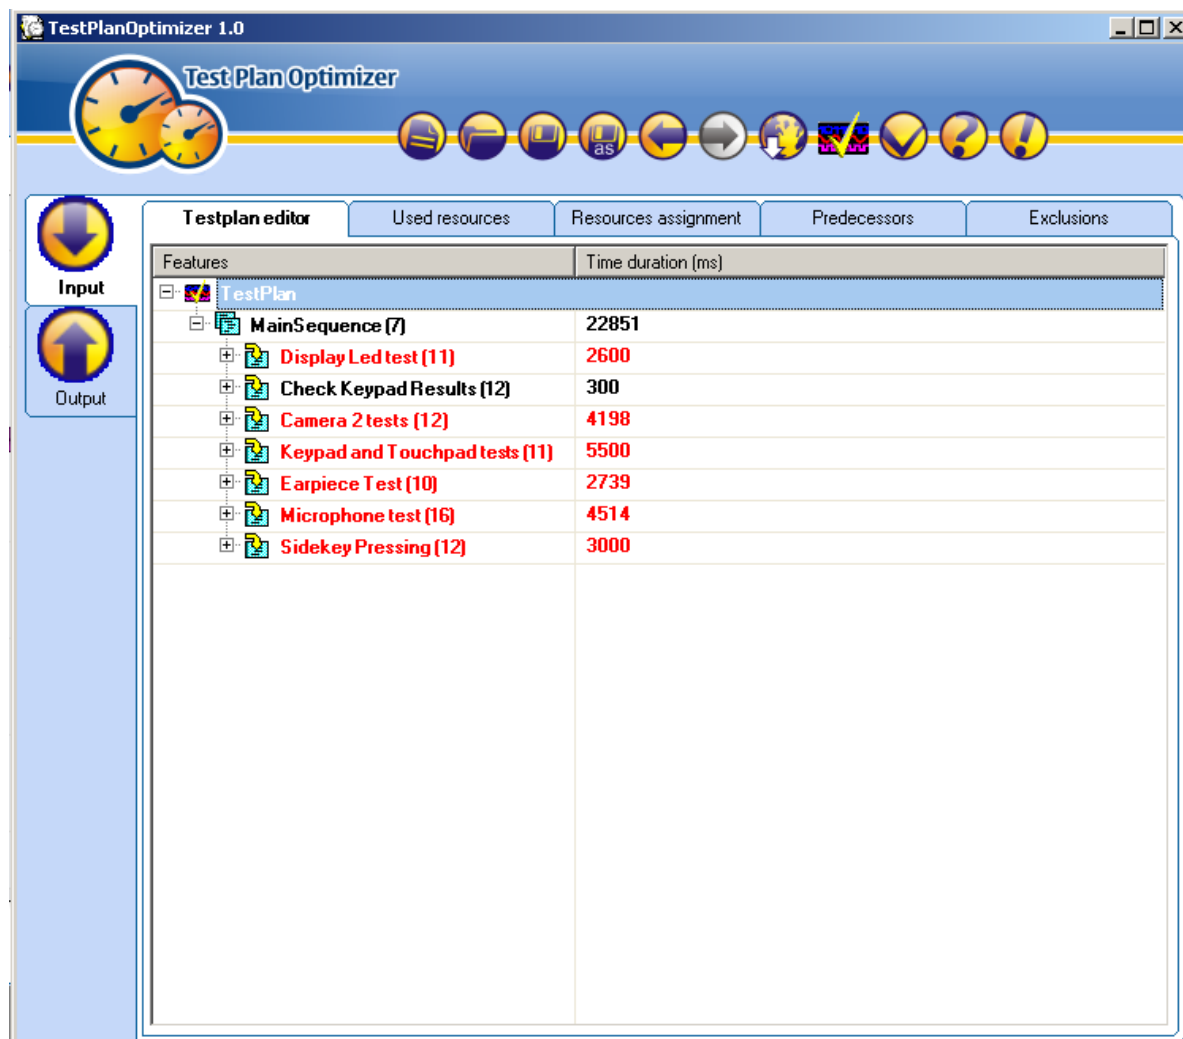 TestPlanOptimizer 1.0
Test Plan Optimizer
as
Testplan editor Used resources Resources assignment Predecessors Exclusions
Features Time duration (ms)
Input
TestPlan
MainSequence (7) 22851
Display Led test (11) 2600
Check Keypad Results (12) 300
Output
Camera 2 tests (12) 4198
Keypad and Touchpad tests (11) 5500
Earpiece Test (10) 2739
Microphone test (16) 4514
Sidekey Pressing (12) 3000